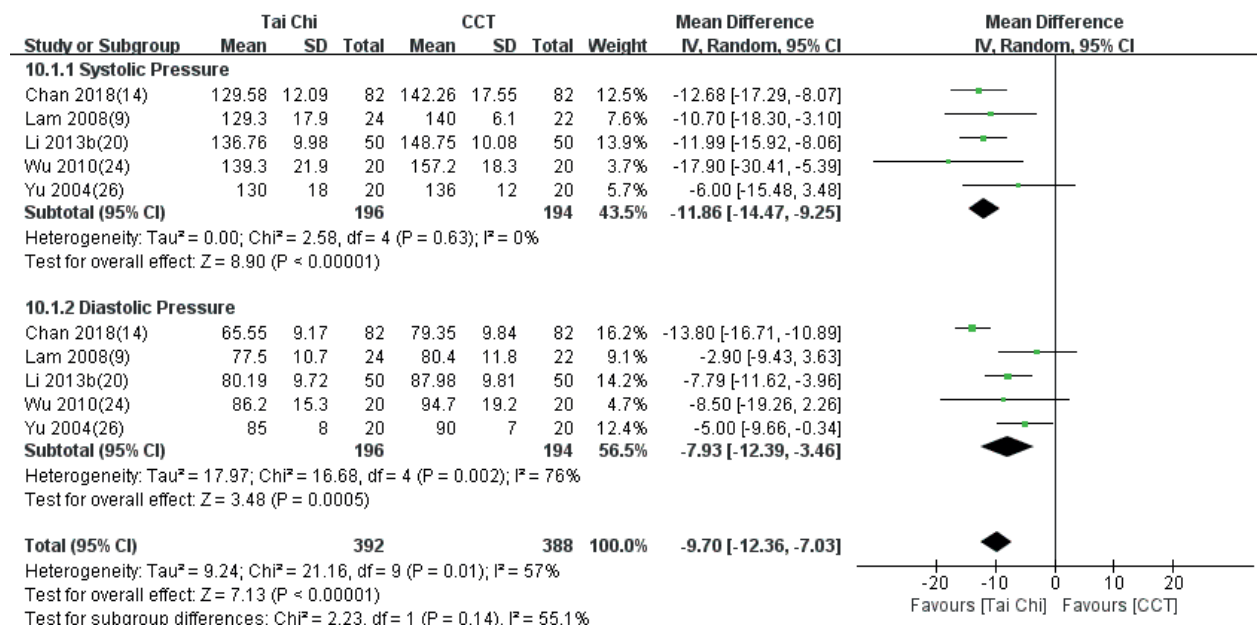 Tai Chi CCT Mean Difference Mean Difference
Study or Subgroup Mean SD Total Mean SD Total Weight IV, Random, 95% CI IV, Random, 95% CI
10.1.1 Systolic Pressure
Chan 2018(14) 129.58 12.09 82 142.26 17.55 82 12.5% -12.68 [-17.29, -8.07]
Lam 2008(9) 129.3 17.9 24 140 6.1 22 7.6% -10.70 [-18.30, -3.10]
Li 2013b(20) 136.76 9.98 50 148.75 10.08 50 13.9% -11.99 [-15.92, -8.06]
Wu 2010(24) 139.3 21.9 20 157.2 18.3 20 3.7% -17.90 [-30.41, -5.39]
Yu 2004(26) 130 18 20 136 12 20 5.7% -6.00 [-15.48, 3.48]
Subtotal (95% CI) 196 194 43.5% -11.86 [-14.47, -9.25]
Heterogeneity: Tau² = 0.00; Chi² = 2.58, df = 4 (P = 0.63); I² = 0%
Test for overall effect: Z = 8.90 (P < 0.00001)
10.1.2 Diastolic Pressure
Chan 2018(14) 65.55 9.17 82 79.35 9.84 82 16.2% -13.80 [-16.71, -10.89]
Lam 2008(9) 77.5 10.7 24 80.4 11.8 22 9.1% -2.90 [-9.43, 3.63]
Li 2013b(20) 80.19 9.72 50 87.98 9.81 50 14.2% -7.79 [-11.62, -3.96]
Wu 2010(24) 86.2 15.3 20 94.7 19.2 20 4.7% -8.50 [-19.26, 2.26]
Yu 2004(26) 85 8 20 90 7 20 12.4% -5.00 [-9.66, -0.34]
Subtotal (95% CI) 196 194 56.5% -7.93 [-12.39, -3.46]
Heterogeneity: Tau² = 17.97; Chi² = 16.68, df = 4 (P = 0.002); I² = 76%
Test for overall effect: Z = 3.48 (P = 0.0005)
Total (95% CI) 392 388 100.0% -9.70 [-12.36, -7.03]
Heterogeneity: Tau² = 9.24; Chi² = 21.16, df = 9 (P = 0.01); I² = 57%
Test for overall effect: Z = 7.13 (P < 0.00001)
Test for subgroup differences: Chi² = 2.23, df = 1 (P = 0.14), I² = 55.1%
-20 -10 0 10 20
Favours [Tai Chi] Favours [CCT]